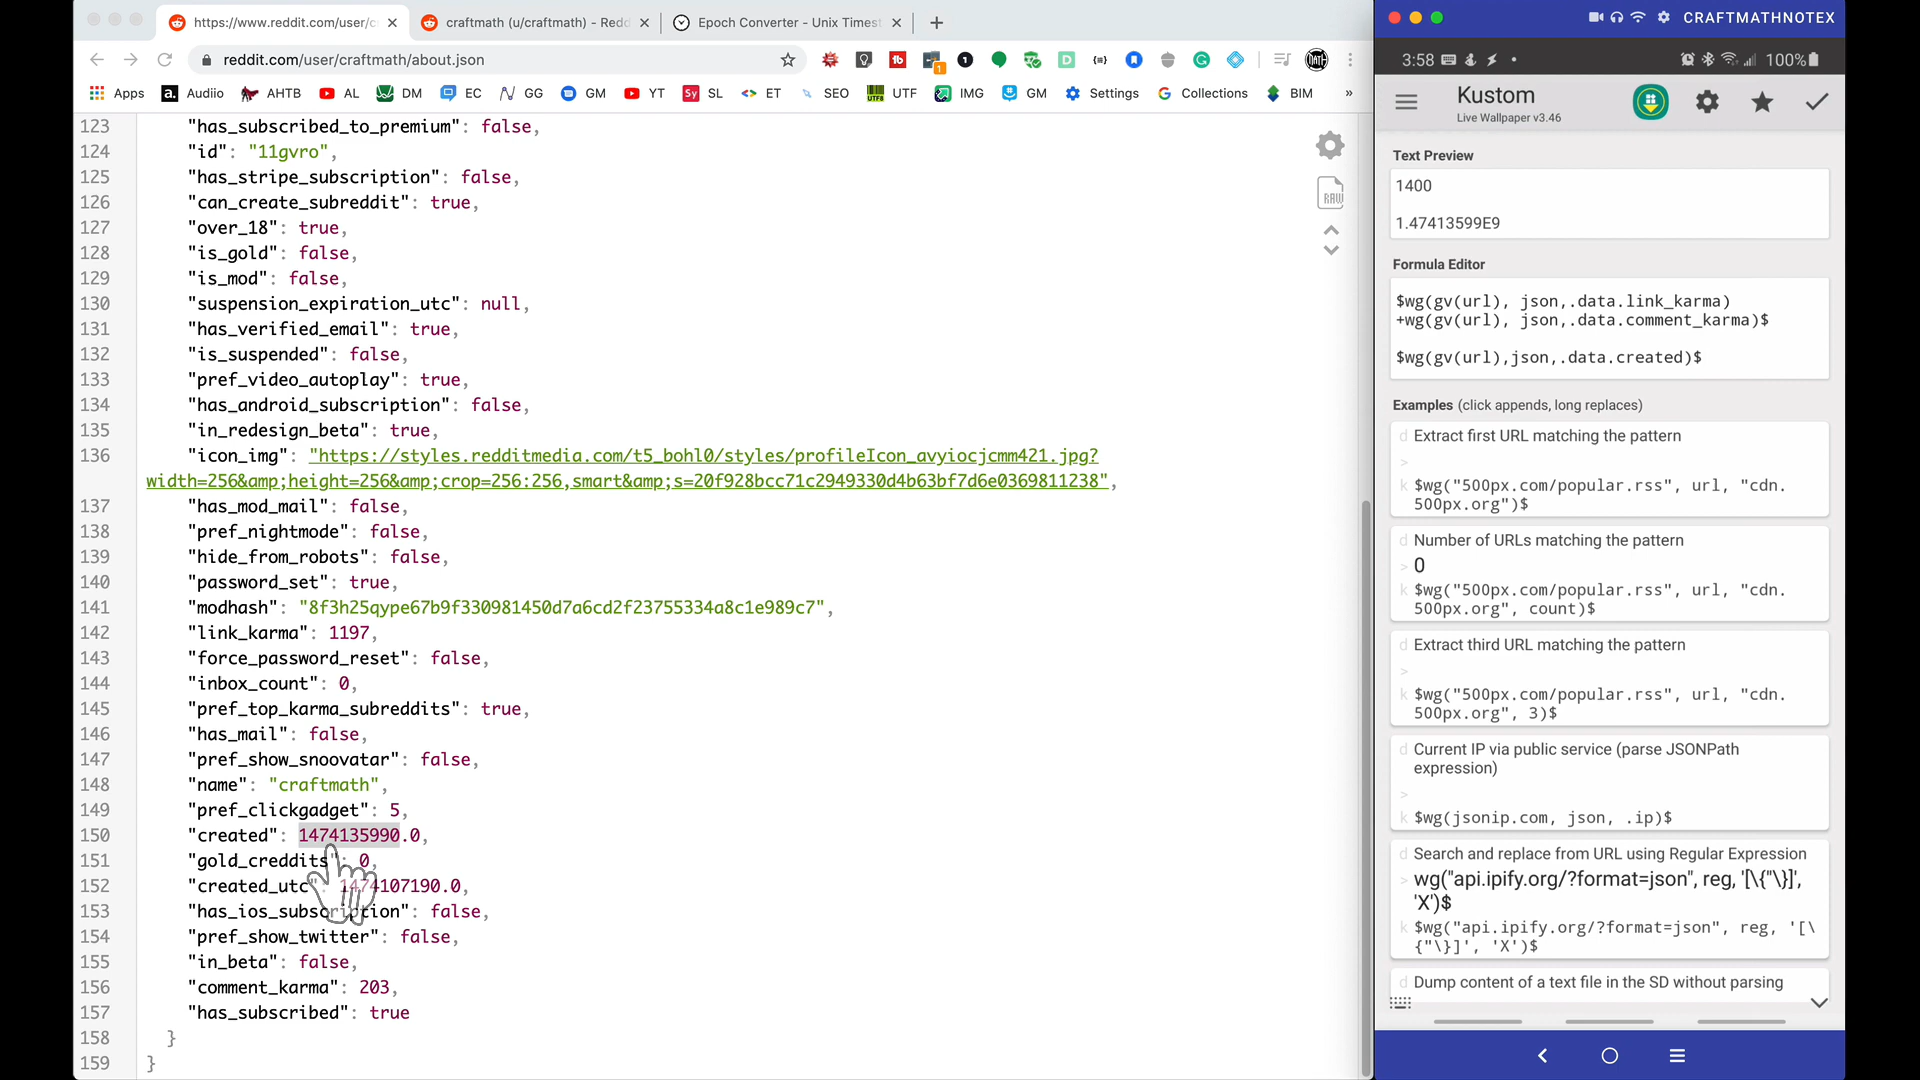 https://www.reddit.com/user/c
craftmath (u/craftmath) - Redd
Epoch Converter - Unix Timest
reddit.com/user/craftmath/about.json
Apps
Audiio
AHTB
AL
DM
EC
GG
GM
YT
SL
ET
SEO
UTF
IMG
GM
Settings
Collections
BIM
»
123 "has_subscribed_to_premium": false,
124 "id": "11gvro",
125 "has_stripe_subscription": false,
126 "can_create_subreddit": true,
127 "over_18": true,
128 "is_gold": false,
129 "is_mod": false,
130 "suspension_expiration_utc": null,
131 "has_verified_email": true,
132 "is_suspended": false,
133 "pref_video_autoplay": true,
134 "has_android_subscription": false,
135 "in_redesign_beta": true,
136 "icon_img": "https://styles.redditmedia.com/t5_bohl0/styles/profileIcon_avyiocjcmm421.jpg?
width=256&amp;height=256&amp;crop=256:256,smart&amp;s=20f928bcc71c2949330d4b63bf7d6e0369811238",
137 "has_mod_mail": false,
138 "pref_nightmode": false,
139 "hide_from_robots": false,
140 "password_set": true,
141 "modhash": "8f3h25qype67b9f330981450d7a6cd2f23755334a8c1e989c7",
142 "link_karma": 1197,
143 "force_password_reset": false,
144 "inbox_count": 0,
145 "pref_top_karma_subreddits": true,
146 "has_mail": false,
147 "pref_show_snoovatar": false,
148 "name": "craftmath",
149 "pref_clickgadget": 5,
150 "created": 1474135990.0,
151 "gold_creddits": 0,
152 "created_utc": 1474107190.0,
153 "has_ios_subscription": false,
154 "pref_show_twitter": false,
155 "in_beta": false,
156 "comment_karma": 203,
157 "has_subscribed": true
158 }
159 }
RAW
CRAFTMATHNOTEX
3:58
100%
Kustom
Live Wallpaper v3.46
Text Preview
1400
1.47413599E9
Formula Editor
$wg(gv(url), json,.data.link_karma)
+wg(gv(url), json,.data.comment_karma)$
$wg(gv(url),json,.data.created)$
Examples (click appends, long replaces)
d Extract first URL matching the pattern
>
k $wg("500px.com/popular.rss", url, "cdn.
500px.org")$
d Number of URLs matching the pattern
> 0
k $wg("500px.com/popular.rss", url, "cdn.
500px.org", count)$
d Extract third URL matching the pattern
>
k $wg("500px.com/popular.rss", url, "cdn.
500px.org", 3)$
d Current IP via public service (parse JSONPath
expression)
>
k $wg(jsonip.com, json, .ip)$
d Search and replace from URL using Regular Expression
> wg("api.ipify.org/?format=json", reg, '[\{"\}]',
'X')$
k $wg("api.ipify.org/?format=json", reg, '[\
{"\}]', 'X')$
d Dump content of a text file in the SD without parsing